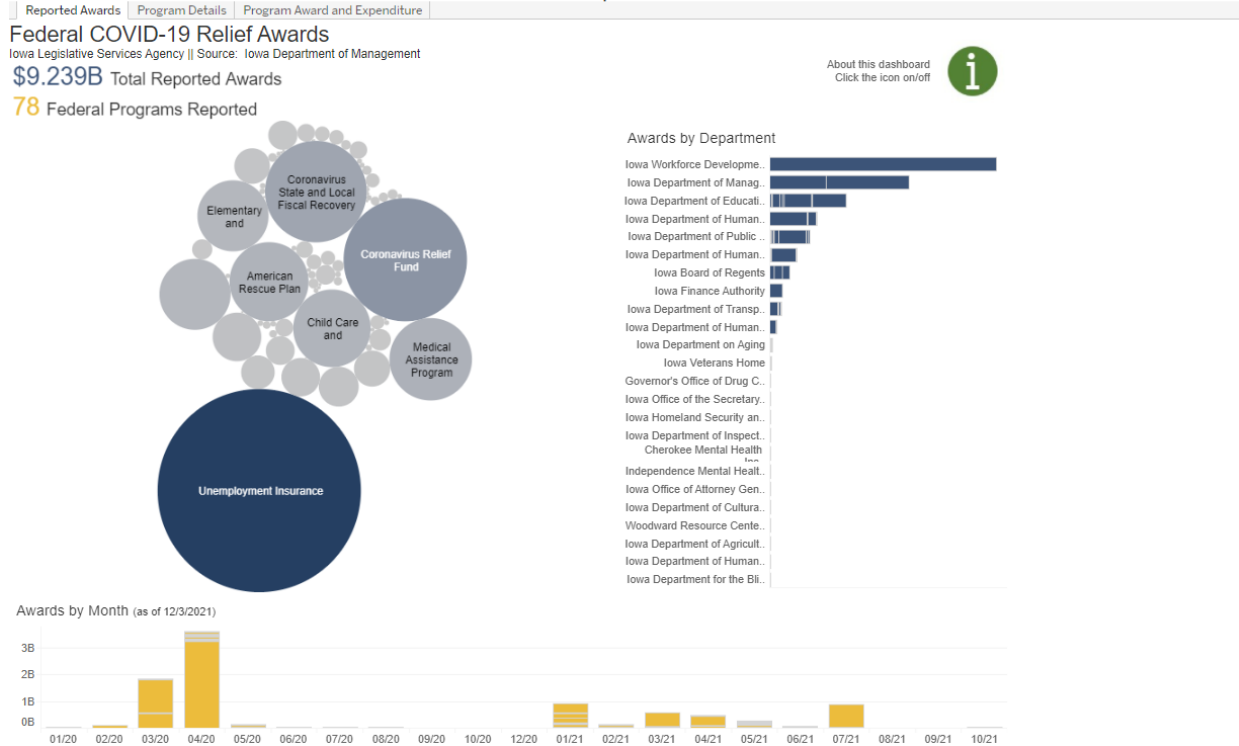 Reported Awards
Program Details
Program Award and Expenditure
Federal COVID-19 Relief Awards
Iowa Legislative Services Agency || Source: Iowa Department of Management
$9.239B Total Reported Awards
78 Federal Programs Reported
About this dashboard
Click the icon on/off
i
Coronavirus
State and Local
Fiscal Recovery
Elementary
and
Coronavirus Relief
Fund
American
Rescue Plan
Child Care
and
Medical
Assistance
Program
Unemployment Insurance
Awards by Department
Iowa Workforce Developme..
Iowa Department of Manag..
Iowa Department of Educati..
Iowa Department of Human..
Iowa Department of Public ..
Iowa Department of Human..
Iowa Board of Regents
Iowa Finance Authority
Iowa Department of Transp..
Iowa Department of Human..
Iowa Department on Aging
Iowa Veterans Home
Governor's Office of Drug C..
Iowa Office of the Secretary..
Iowa Homeland Security an..
Iowa Department of Inspect..
Cherokee Mental Health
Independence Mental Healt..
Iowa Office of Attorney Gen..
Iowa Department of Cultura..
Woodward Resource Cente..
Iowa Department of Agricult..
Iowa Department of Human..
Iowa Department for the Bli..
Awards by Month (as of 12/3/2021)
3B
2B
1B
0B
01/20 02/20 03/20 04/20 05/20 06/20 07/20 08/20 09/20 10/20 12/20 01/21 02/21 03/21 04/21 05/21 06/21 07/21 08/21 09/21 10/21